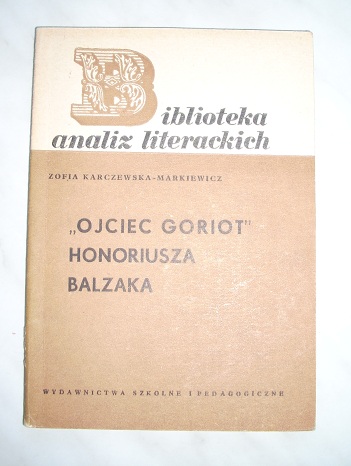 Biblioteka
analiz literackich
ZOFIA KARCZEWSKA-MARKIEWICZ
„OJCIEC GORIOT"
HONORIUSZA
BALZAKA
WYDAWNICTWA SZKOLNE I PEDAGOGICZNE